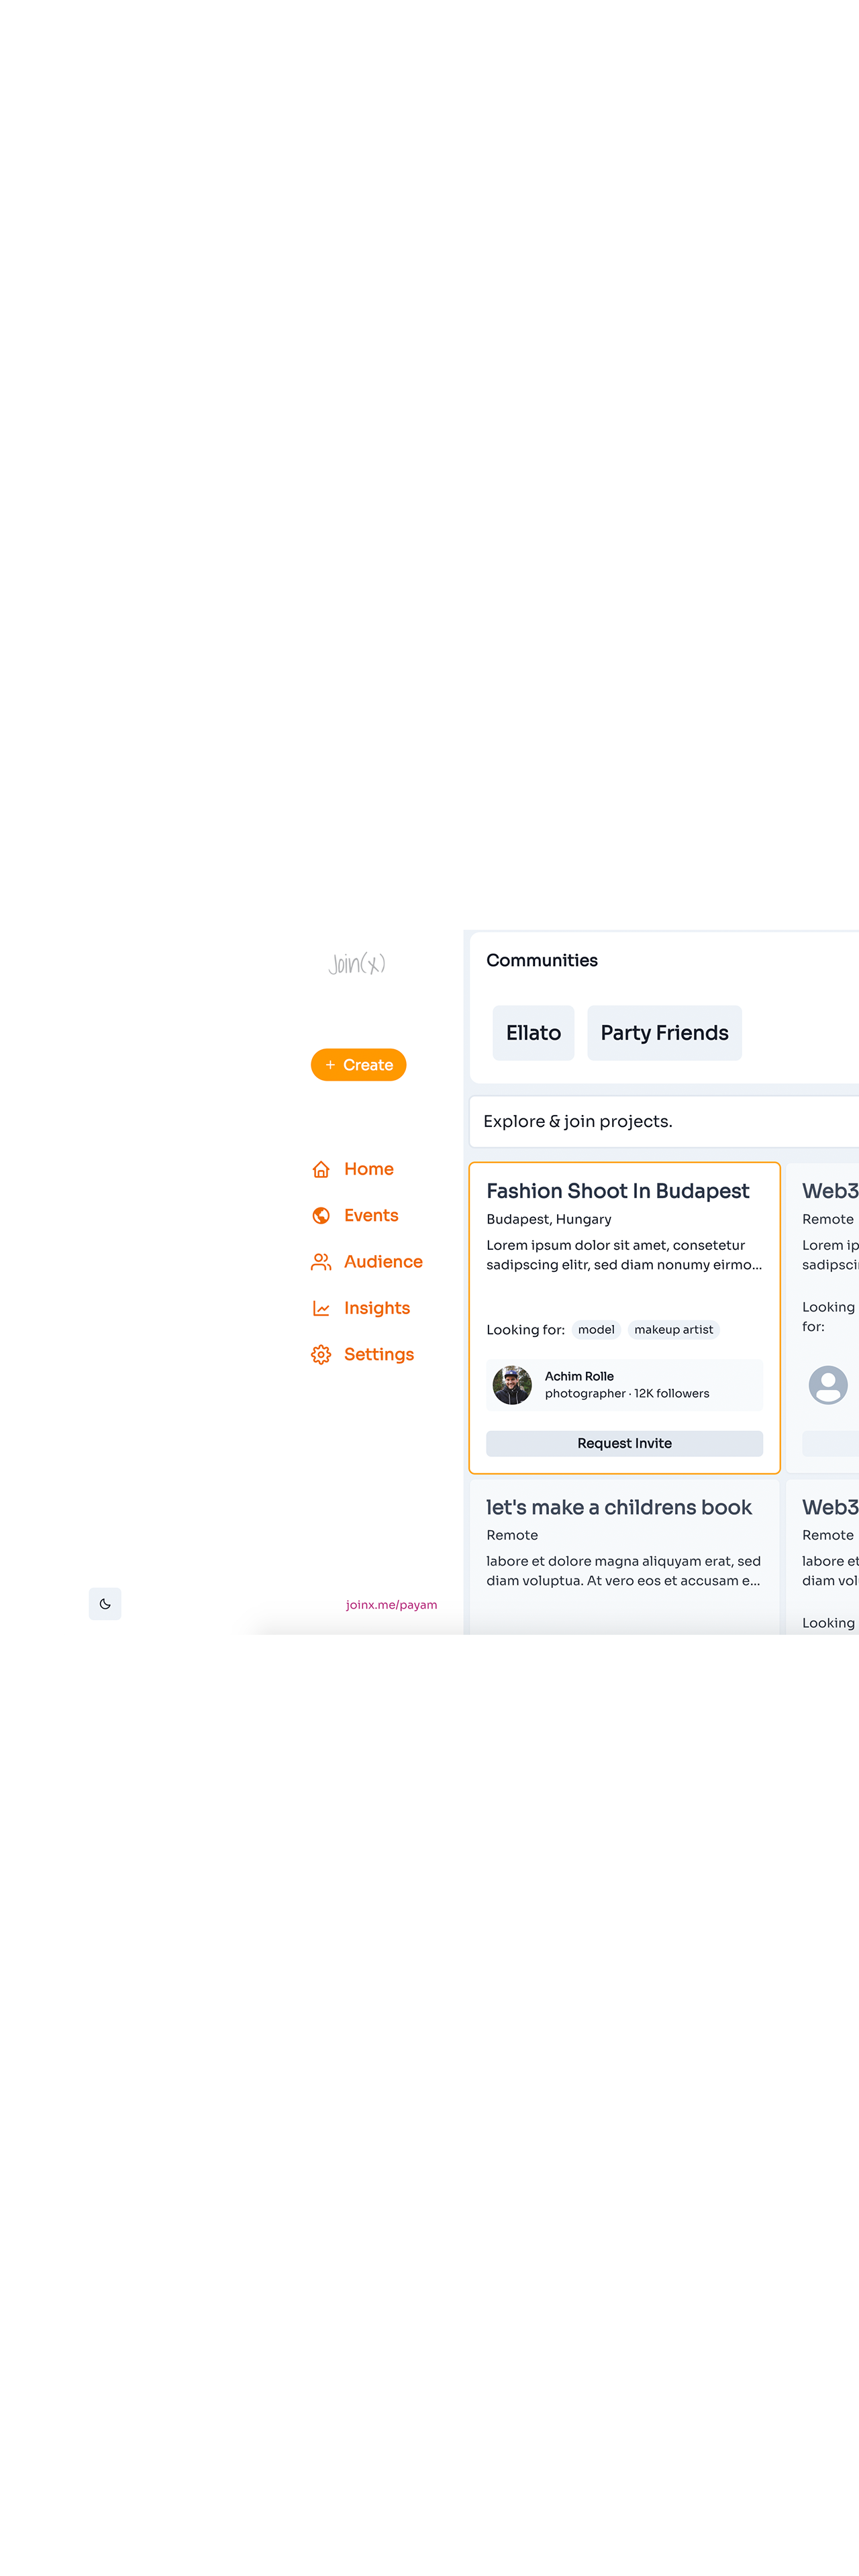 Join(x)
+ Create
Home
Events
Audience
Insights
Settings
joinx.me/payam
Communities
Ellato
Party Friends
Explore & join projects.
Fashion Shoot In Budapest
Budapest, Hungary
Lorem ipsum dolor sit amet, consetetur
sadipscing elitr, sed diam nonumy eirmo...
Looking for: model makeup artist
Achim Rolle
photographer · 12K followers
Request Invite
Web3
Remote
Lorem ip
sadipscin
Looking
for:
let's make a childrens book
Remote
labore et dolore magna aliquyam erat, sed
diam voluptua. At vero eos et accusam e...
Web3
Remote
labore et
diam vol
Looking